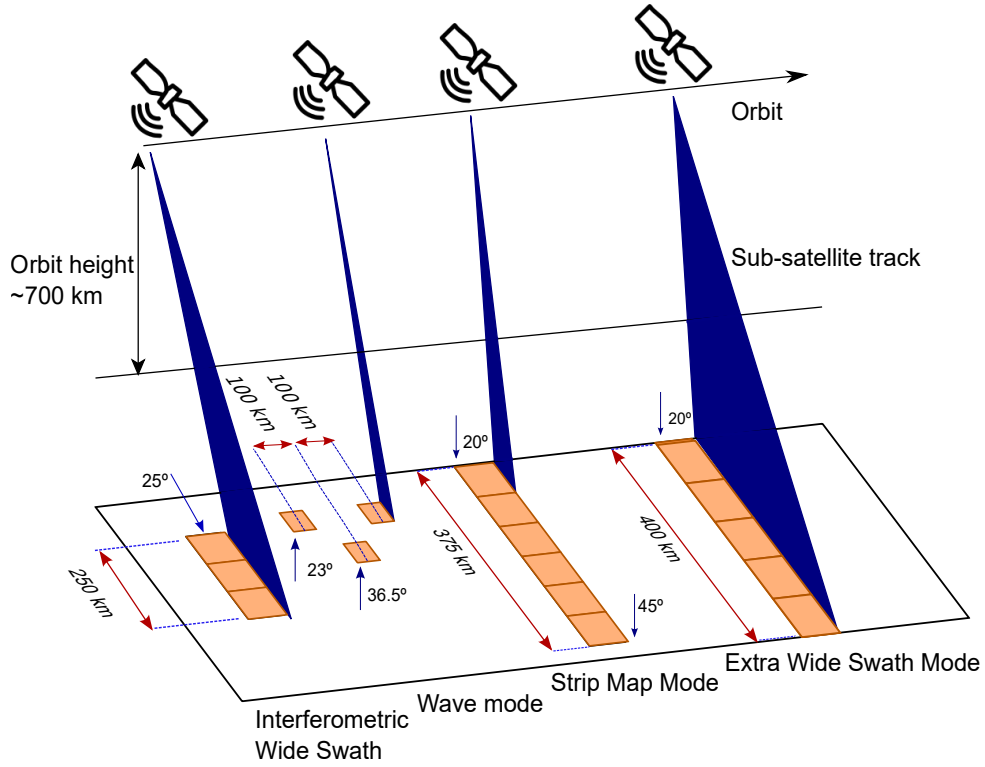 Orbit
Sub-satellite track
Orbit height
~700 km
100 km
100 km
20º
20º
25º
23º
36.5º
250 km
375 km
400 km
45º
Extra Wide Swath Mode
Strip Map Mode
Wave mode
Interferometric
Wide Swath